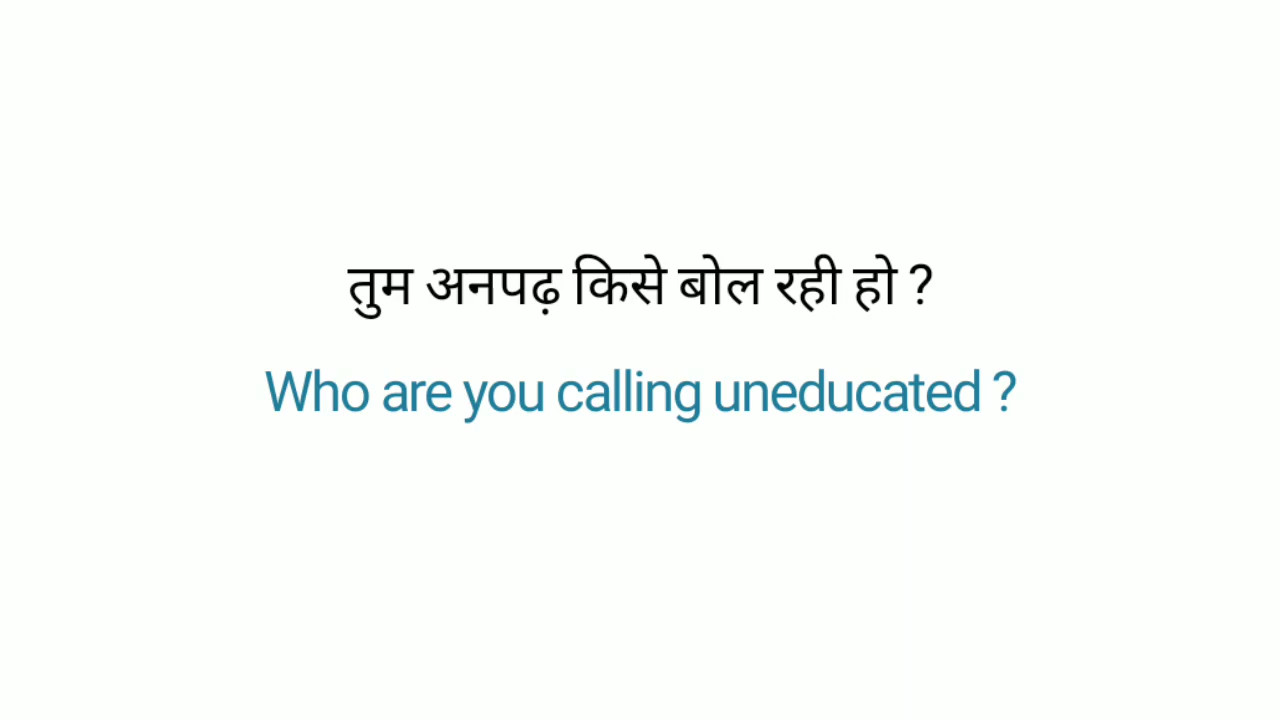 तुम अनपढ़ किसे बोल रही हो ?
Who are you calling uneducated ?